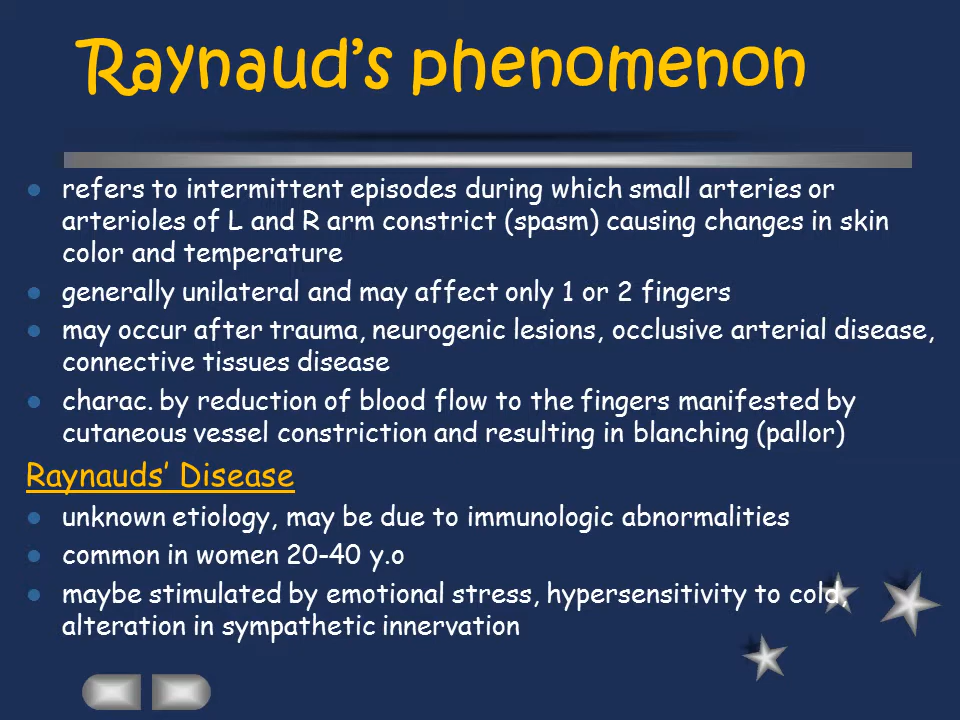 Raynaud's phenomenon
refers to intermittent episodes during which small arteries or
arterioles of L and R arm constrict (spasm) causing changes in skin
color and temperature
generally unilateral and may affect only 1 or 2 fingers
may occur after trauma, neurogenic lesions, occlusive arterial disease,
connective tissues disease
charac. by reduction of blood flow to the fingers manifested by
cutaneous vessel constriction and resulting in blanching (pallor)
Raynauds' Disease
unknown etiology, may be due to immunologic abnormalities
common in women 20-40 y.o
maybe stimulated by emotional stress, hypersensitivity to cold,
alteration in sympathetic innervation